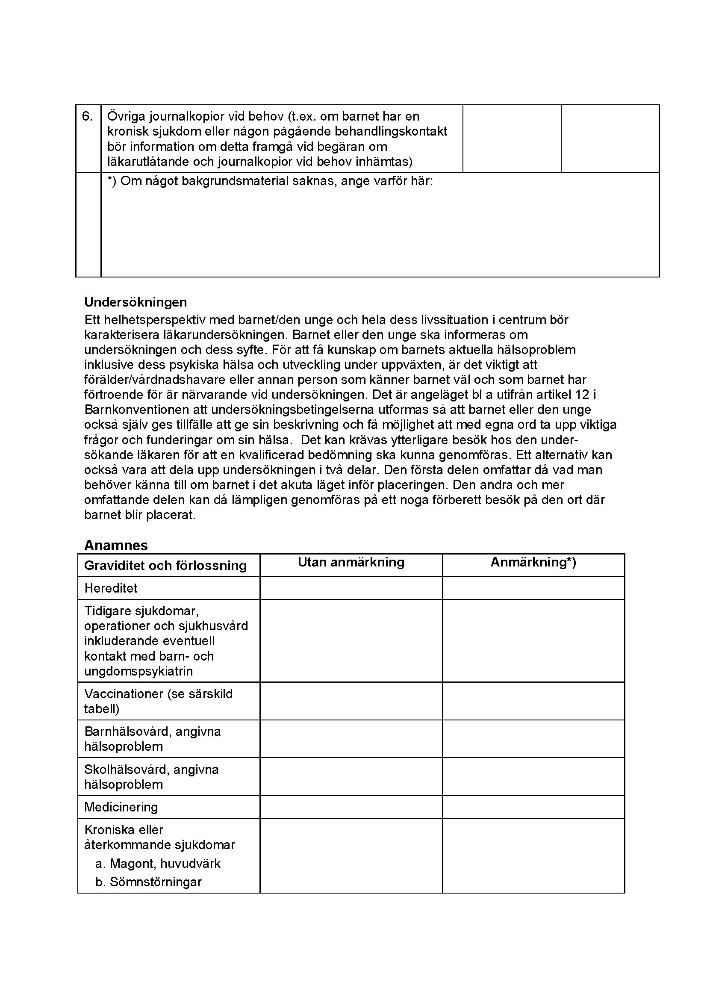 6. Övriga journalkopior vid behov (t.ex. om barnet har en
kronisk sjukdom eller någon pågående behandlingskontakt
bör information om detta framgå vid begäran om
läkarutlåtande och journalkopior vid behov inhämtas)
*) Om något bakgrundsmaterial saknas, ange varför här:
Undersökningen
Ett helhetsperspektiv med barnet/den unge och hela dess livssituation i centrum bör
karakterisera läkarundersökningen. Barnet eller den unge ska informeras om
undersökningen och dess syfte. För att få kunskap om barnets aktuella hälsoproblem
inklusive dess psykiska hälsa och utveckling under uppväxten, är det viktigt att
förälder/vårdnadshavare eller annan person som känner barnet väl och som barnet har
förtroende för är närvarande vid undersökningen. Det är angeläget bl a utifrån artikel 12 i
Barnkonventionen att undersökningsbetingelserna utformas så att barnet eller den unge
också själv ges tillfälle att ge sin beskrivning och få möjlighet att med egna ord ta upp viktiga
frågor och funderingar om sin hälsa.  Det kan krävas ytterligare besök hos den under-
sökande läkaren för att en kvalificerad bedömning ska kunna genomföras. Ett alternativ kan
också vara att dela upp undersökningen i två delar. Den första delen omfattar då vad man
behöver känna till om barnet i det akuta läget inför placeringen. Den andra och mer
omfattande delen kan då lämpligen genomföras på ett noga förberett besök på den ort där
barnet blir placerat.
Anamnes
Graviditet och förlossning Utan anmärkning Anmärkning*)
Hereditet
Tidigare sjukdomar,
operationer och sjukhusvård
inkluderande eventuell
kontakt med barn- och
ungdomspsykiatrin
Vaccinationer (se särskild
tabell)
Barnhälsovård, angivna
hälsoproblem
Skolhälsovård, angivna
hälsoproblem
Medicinering
Kroniska eller
återkommande sjukdomar
a. Magont, huvudvärk
b. Sömnstörningar